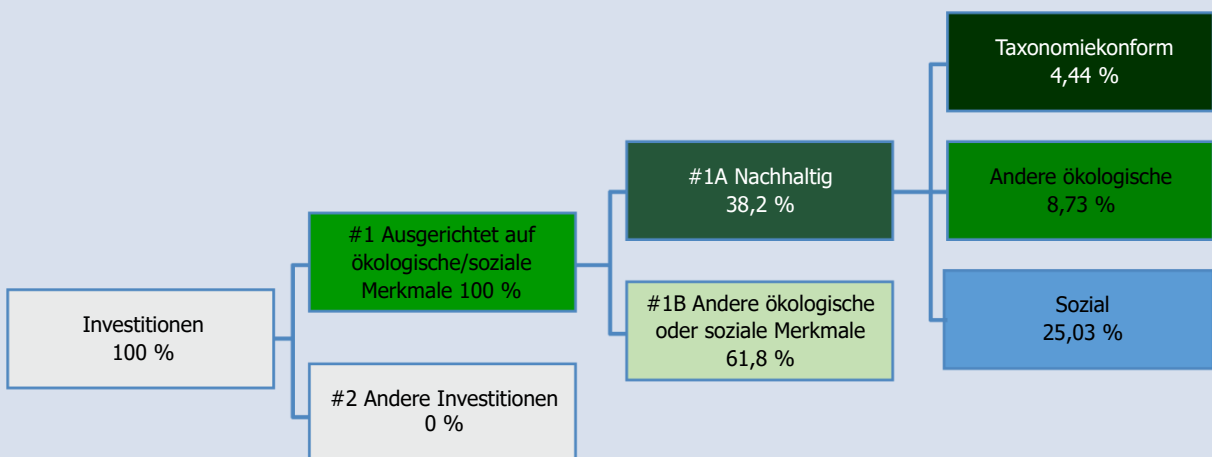 Investitionen
100 %
#1 Ausgerichtet auf
ökologische/soziale
Merkmale 100 %
#2 Andere Investitionen
0 %
#1A Nachhaltig
38,2 %
#1B Andere ökologische
oder soziale Merkmale
61,8 %
Taxonomiekonform
4,44 %
Andere ökologische
8,73 %
Sozial
25,03 %